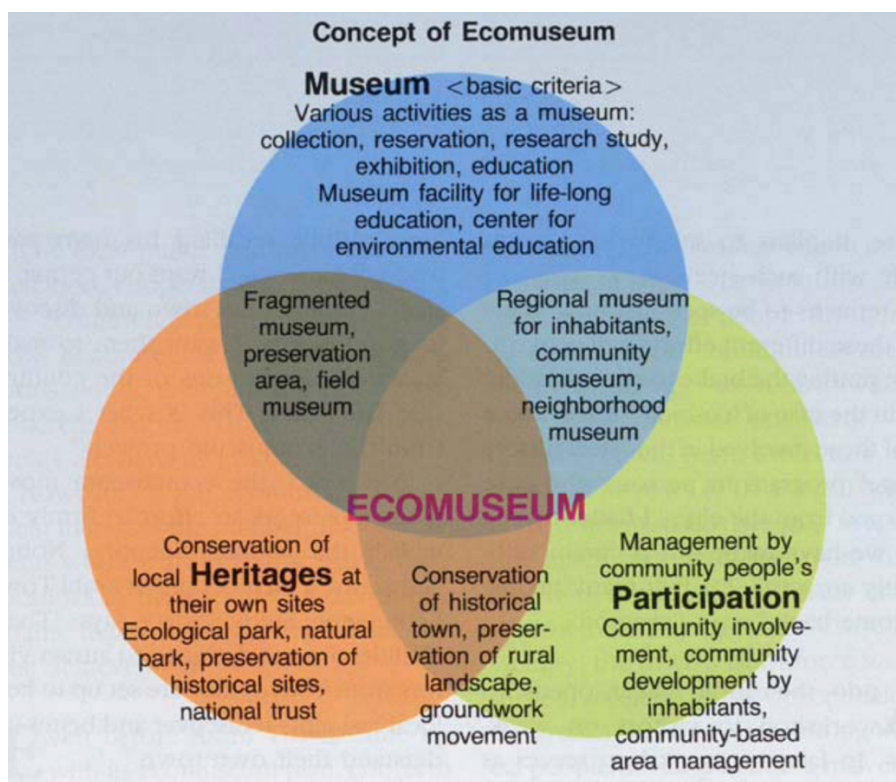 Concept of Ecomuseum
Museum <basic criteria>
Various activities as a museum:
collection, reservation, research study,
exhibition, education
Museum facility for life-long
education, center for
environmental education
Fragmented
museum,
preservation
area, field
museum
Regional museum
for inhabitants,
community
museum,
neighborhood
museum
ECOMUSEUM
Conservation of
local Heritages at
their own sites
Ecological park, natural
park, preservation of
historical sites,
national trust
Conservation
of historical
town, preser-
vation of rural
landscape,
groundwork
movement
Management by
community people's
Participation
Community involve-
ment, community
development by
inhabitants,
community-based
area management